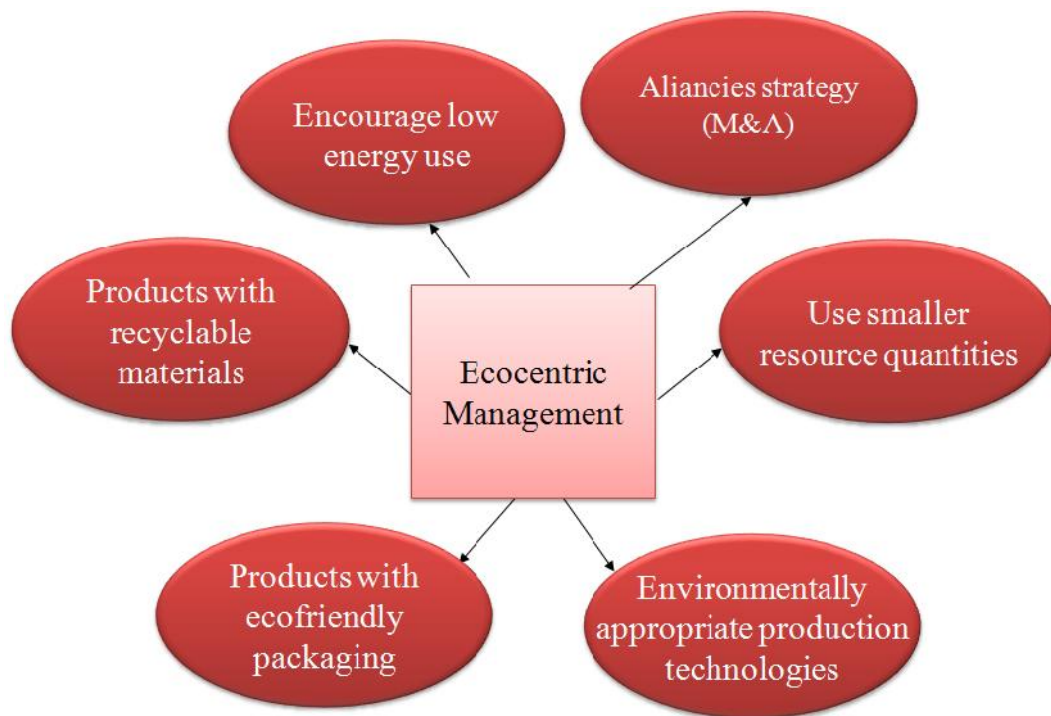 Encourage low
energy use
Aliancies strategy
(M&A)
Products with
recyclable
materials
Ecocentric
Management
Use smaller
resource quantities
Products with
ecofriendly
packaging
Environmentally
appropriate production
technologies